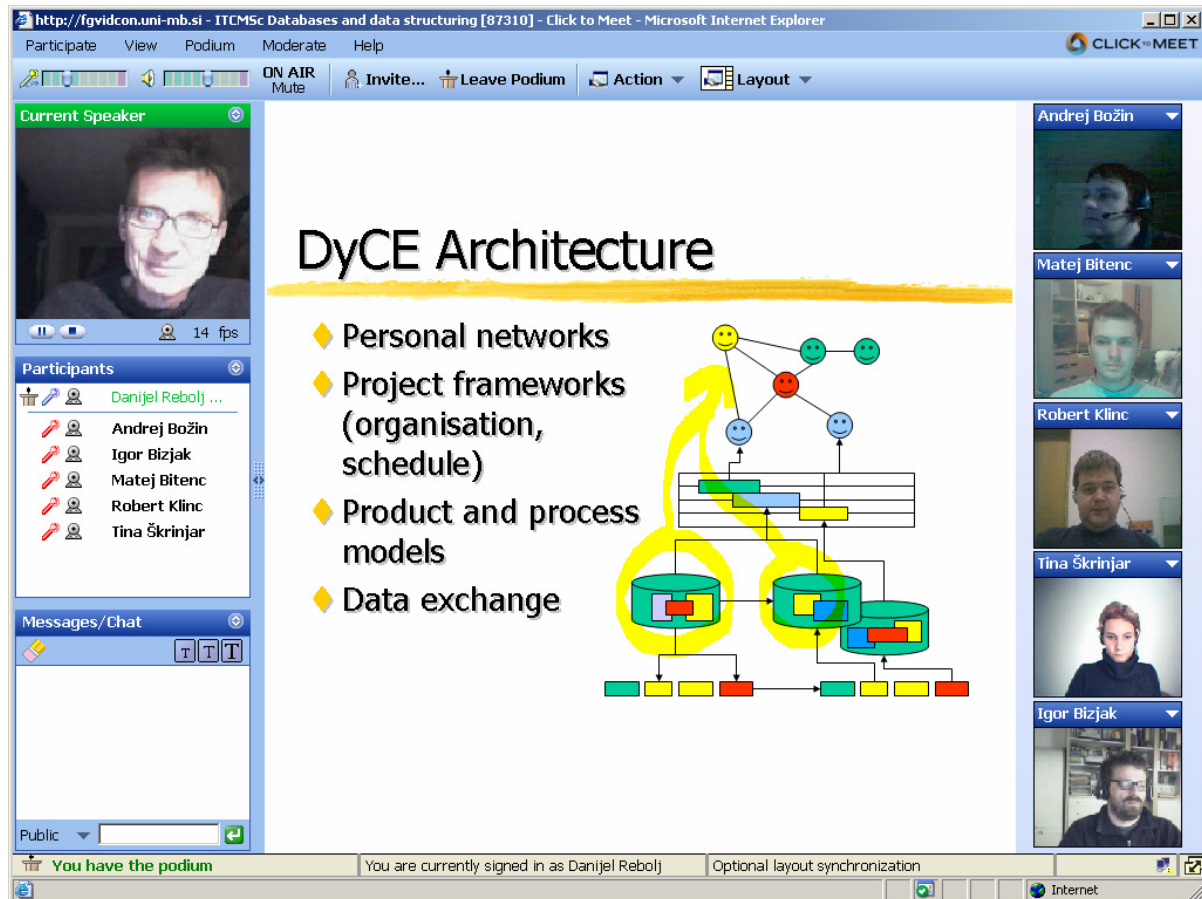 http://fgvidcon.uni-mb.si - ITCMSc Databases and data structuring [87310] - Click to Meet - Microsoft Internet Explorer
Participate View Podium Moderate Help
CLICK TO MEET
ON AIR
Mute
Invite... Leave Podium Action Layout
Current Speaker
14 fps
Participants
Danijel Rebolj ...
Andrej Božin
Igor Bizjak
Matej Bitenc
Robert Klinc
Tina Škrinjar
Messages/Chat
T T T
Public
DyCE Architecture
Personal networks
Project frameworks
(organisation,
schedule)
Product and process
models
Data exchange
Andrej Božin
Matej Bitenc
Robert Klinc
Tina Škrinjar
Igor Bizjak
You have the podium
You are currently signed in as Danijel Rebolj
Optional layout synchronization
Internet